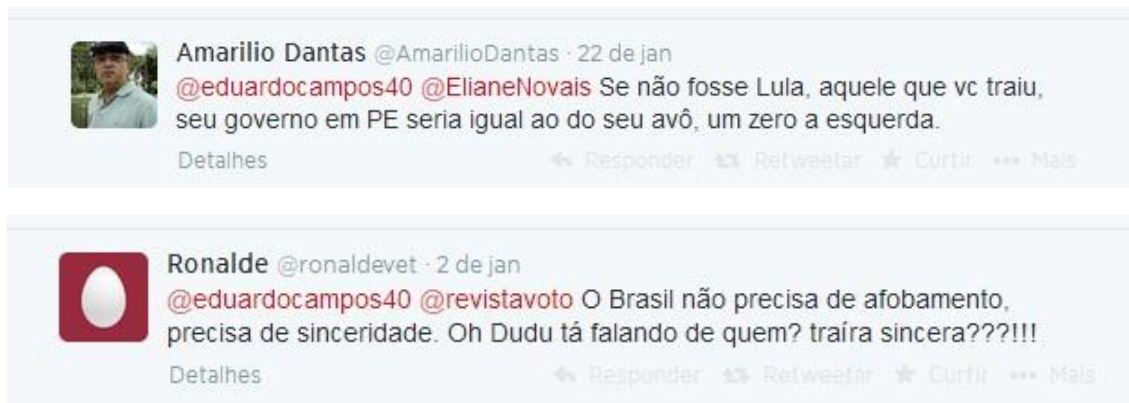 Amarilio Dantas @AmarilioDantas · 22 de jan
@eduardocampos40 @ElianeNovais Se não fosse Lula, aquele que vc traiu,
seu governo em PE seria igual ao do seu avô, um zero a esquerda.
Detalhes Responder Retweetar Curtir Mais
Ronalde @ronaldevet · 2 de jan
@eduardocampos40 @revistavoto O Brasil não precisa de afobamento,
precisa de sinceridade. Oh Dudu tá falando de quem? traíra sincera???!!!
Detalhes Responder Retweetar Curtir Mais